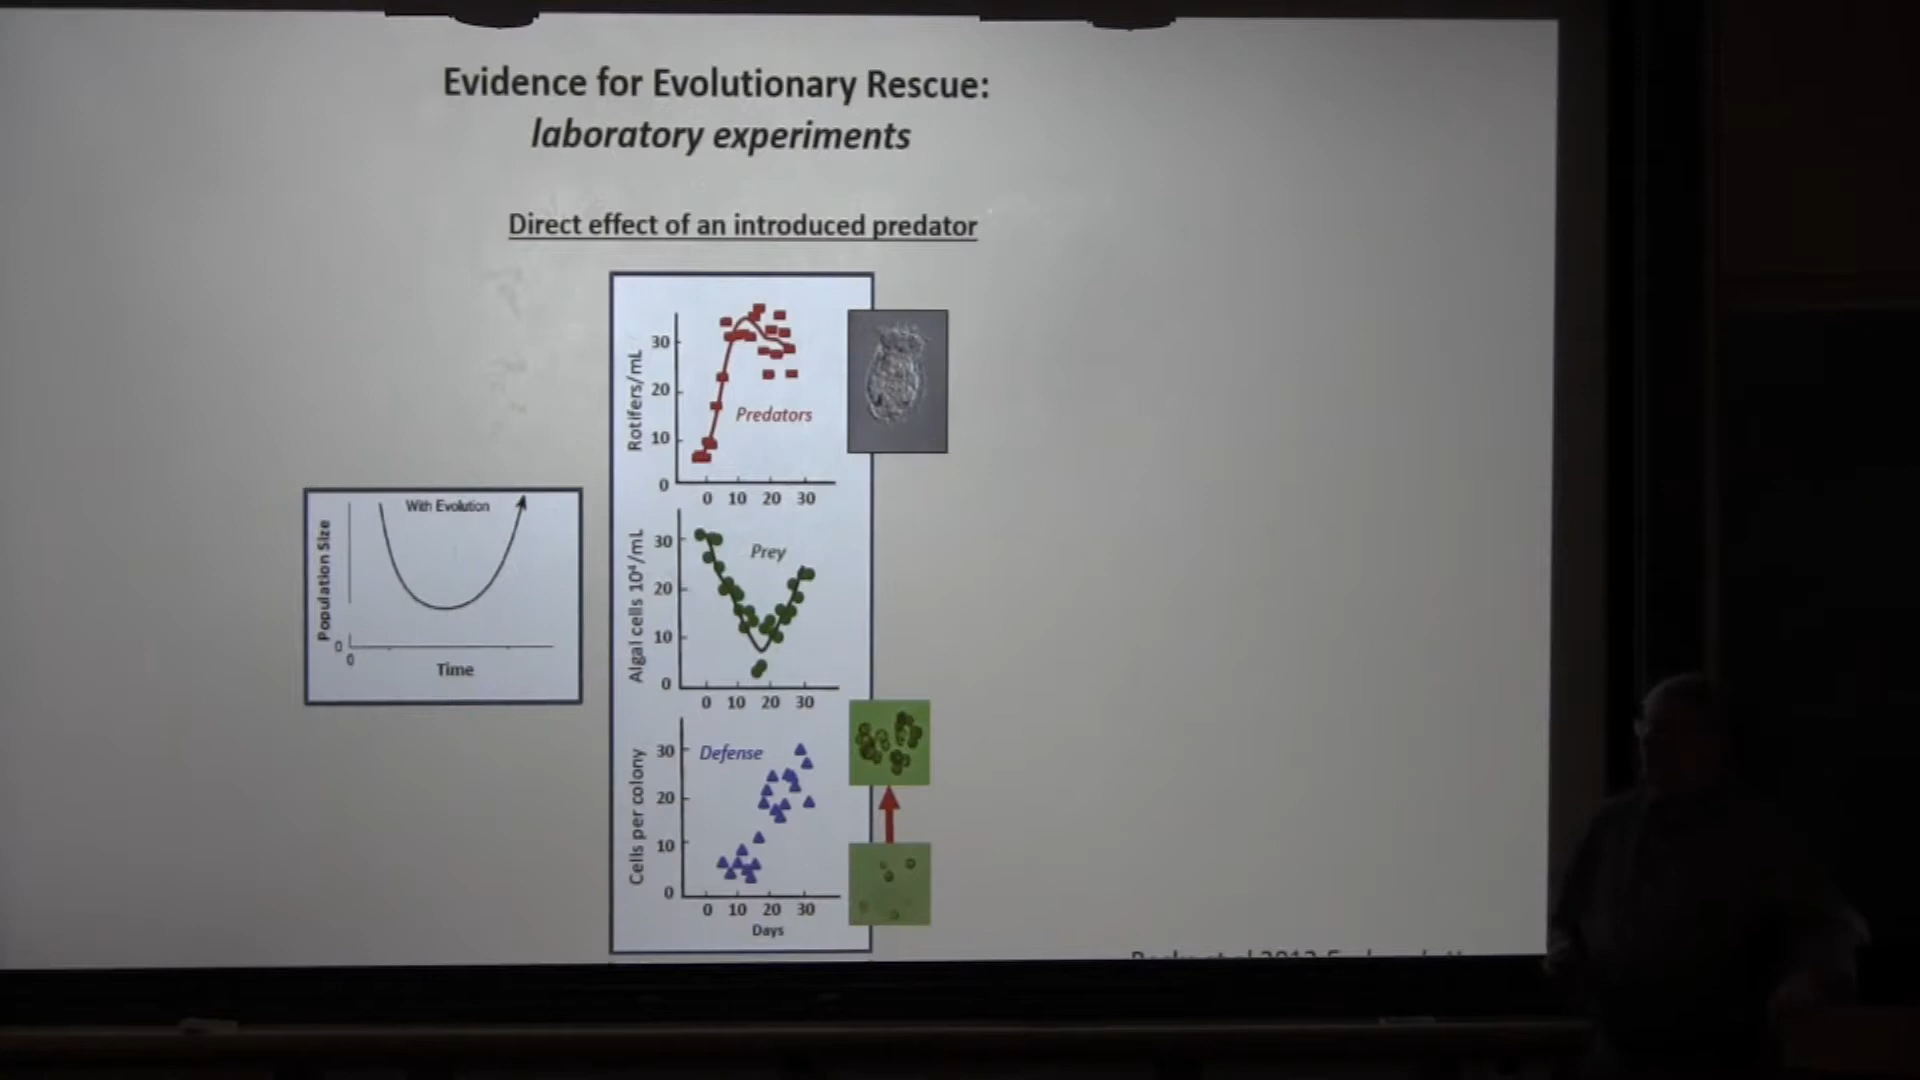 Evidence for Evolutionary Rescue:
laboratory experiments
Direct effect of an introduced predator
With Evolution
Population Size
0
0
Time
Rotifers/mL
30
20
10
0
Predators
0 10 20 30
Algal cells 10⁴/mL
30
20
10
0
Prey
0 10 20 30
Cells per colony
30
20
10
0
Defense
0 10 20 30
Days